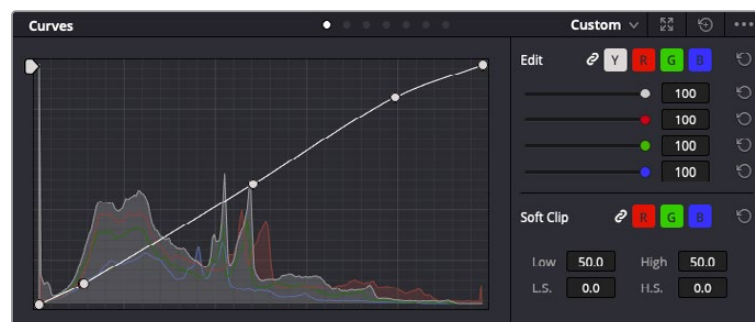 Curves
Custom
Edit
Y R G B
100
100
100
100
Soft Clip
R G B
Low 50.0 High 50.0
L.S. 0.0 H.S. 0.0